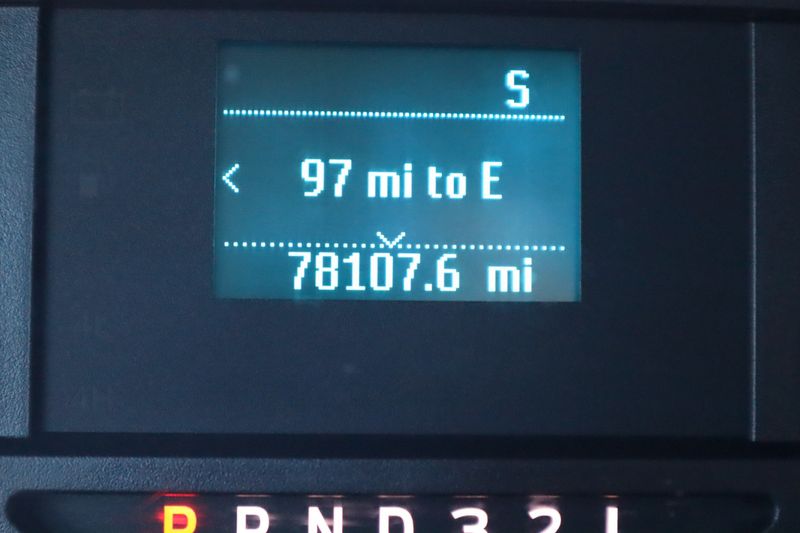 S
< 97 mi to E
78107.6 mi
P R N D 3 2 1